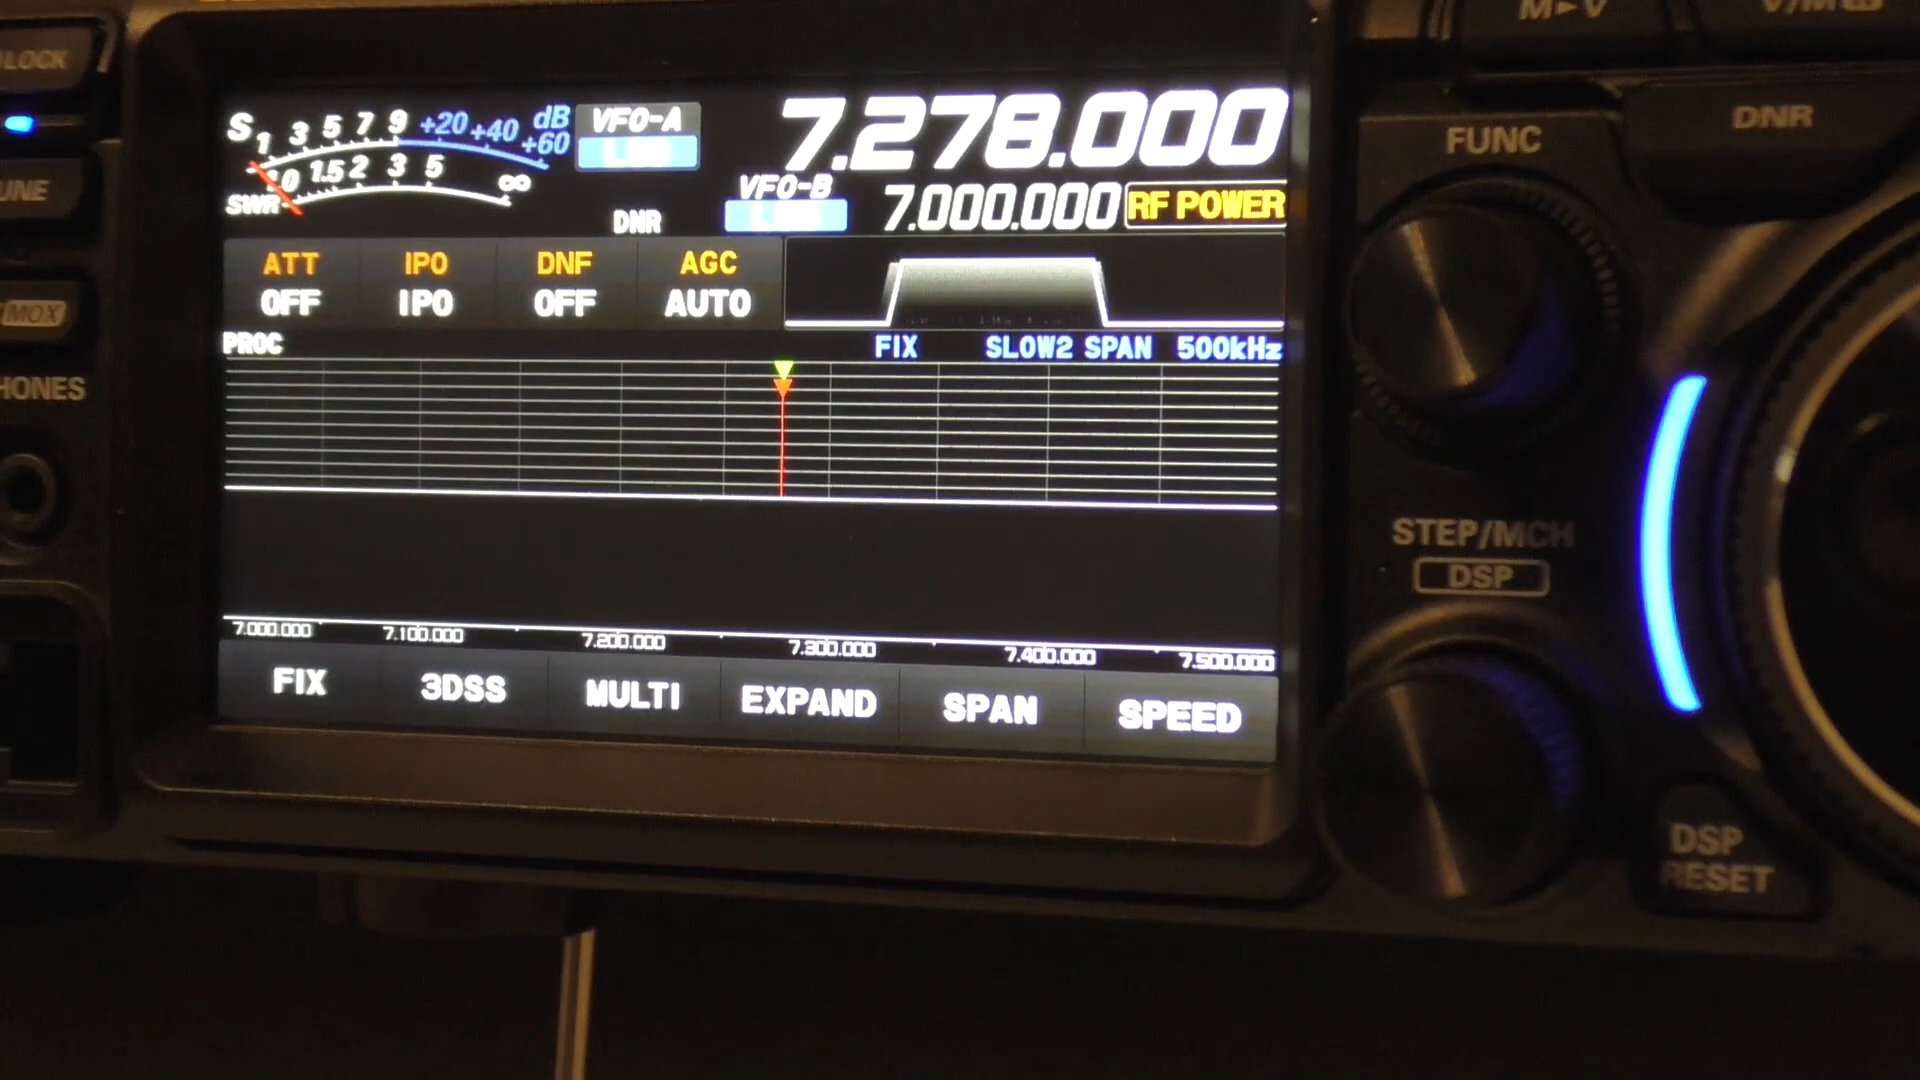 M►V
V/M
LOCK
DNR
FUNC
S 1 3 5 7 9 +20 +40 +60 dB
VFO-A
7.278.000
1.5 2 3 5 ∞
SWR
DNR
VFO-B
7.000.000
RF POWER
ATT IPO DNF AGC
OFF IPO OFF AUTO
MOX
PROC
FIX SLOW2 SPAN 500kHz
STEP/MCH
DSP
7.000.000 7.100.000 7.200.000 7.300.000 7.400.000 7.500.000
FIX 3DSS MULTI EXPAND SPAN SPEED
DSP
RESET